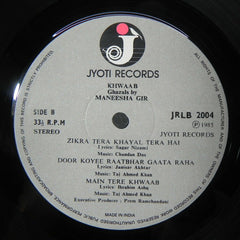 JYOTI RECORDS
KHWAAB
Ghazals by
MANEESHA GIR
SIDE B
33⅓ R.P.M
STEREO
JRLB 2004
℗ 1985
JYOTI RECORDS
ZIKRA TERA KHAYAL TERA HAI
Lyrics: Sagar Nizami
Music: Chandan Das
DOOR KOYEE RAATBHAR GAATA RAHA
Lyrics: Janisar Akhtar
Music: Taj Ahmed Khan
MAIN TERE KHWAAB
Lyrics: Ibrahim Ashq
Music: Taj Ahmed Khan
Executive Producer : Prem Ramchandani
MADE IN INDIA